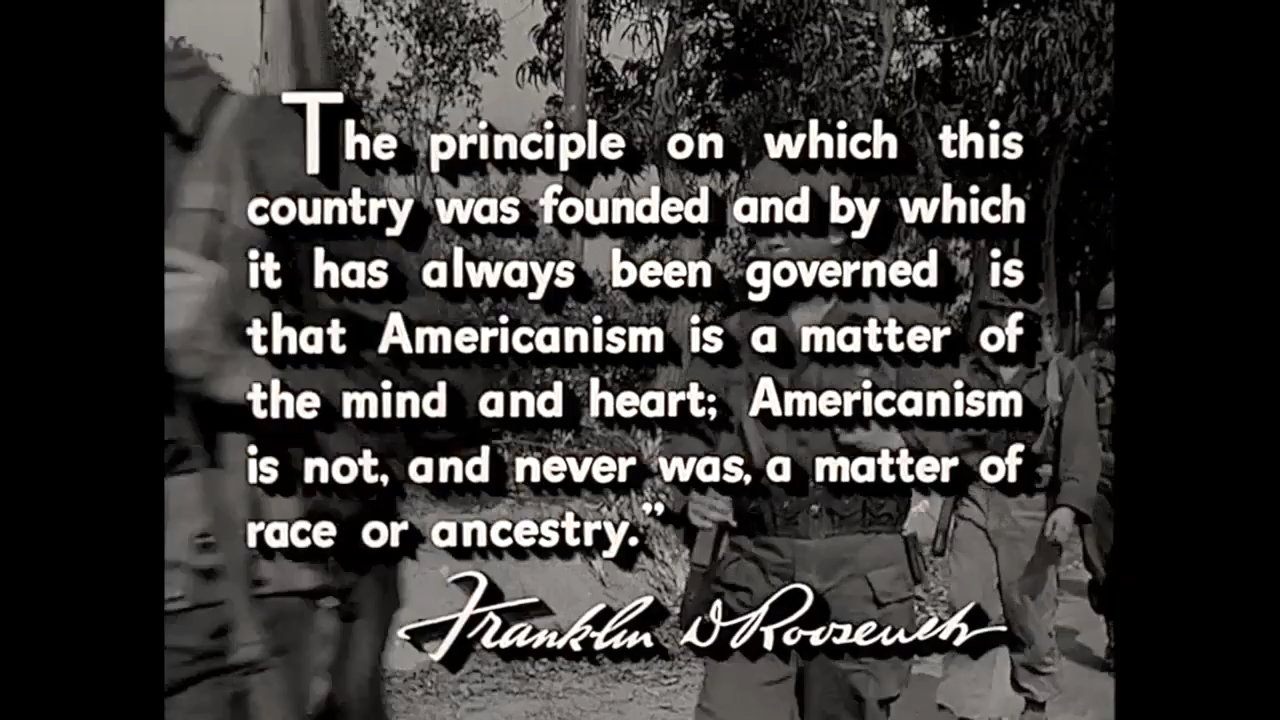 The principle on which this
country was founded and by which
it has always been governed is
that Americanism is a matter of
the mind and heart; Americanism
is not, and never was, a matter of
race or ancestry.”
Franklin D Roosevelt